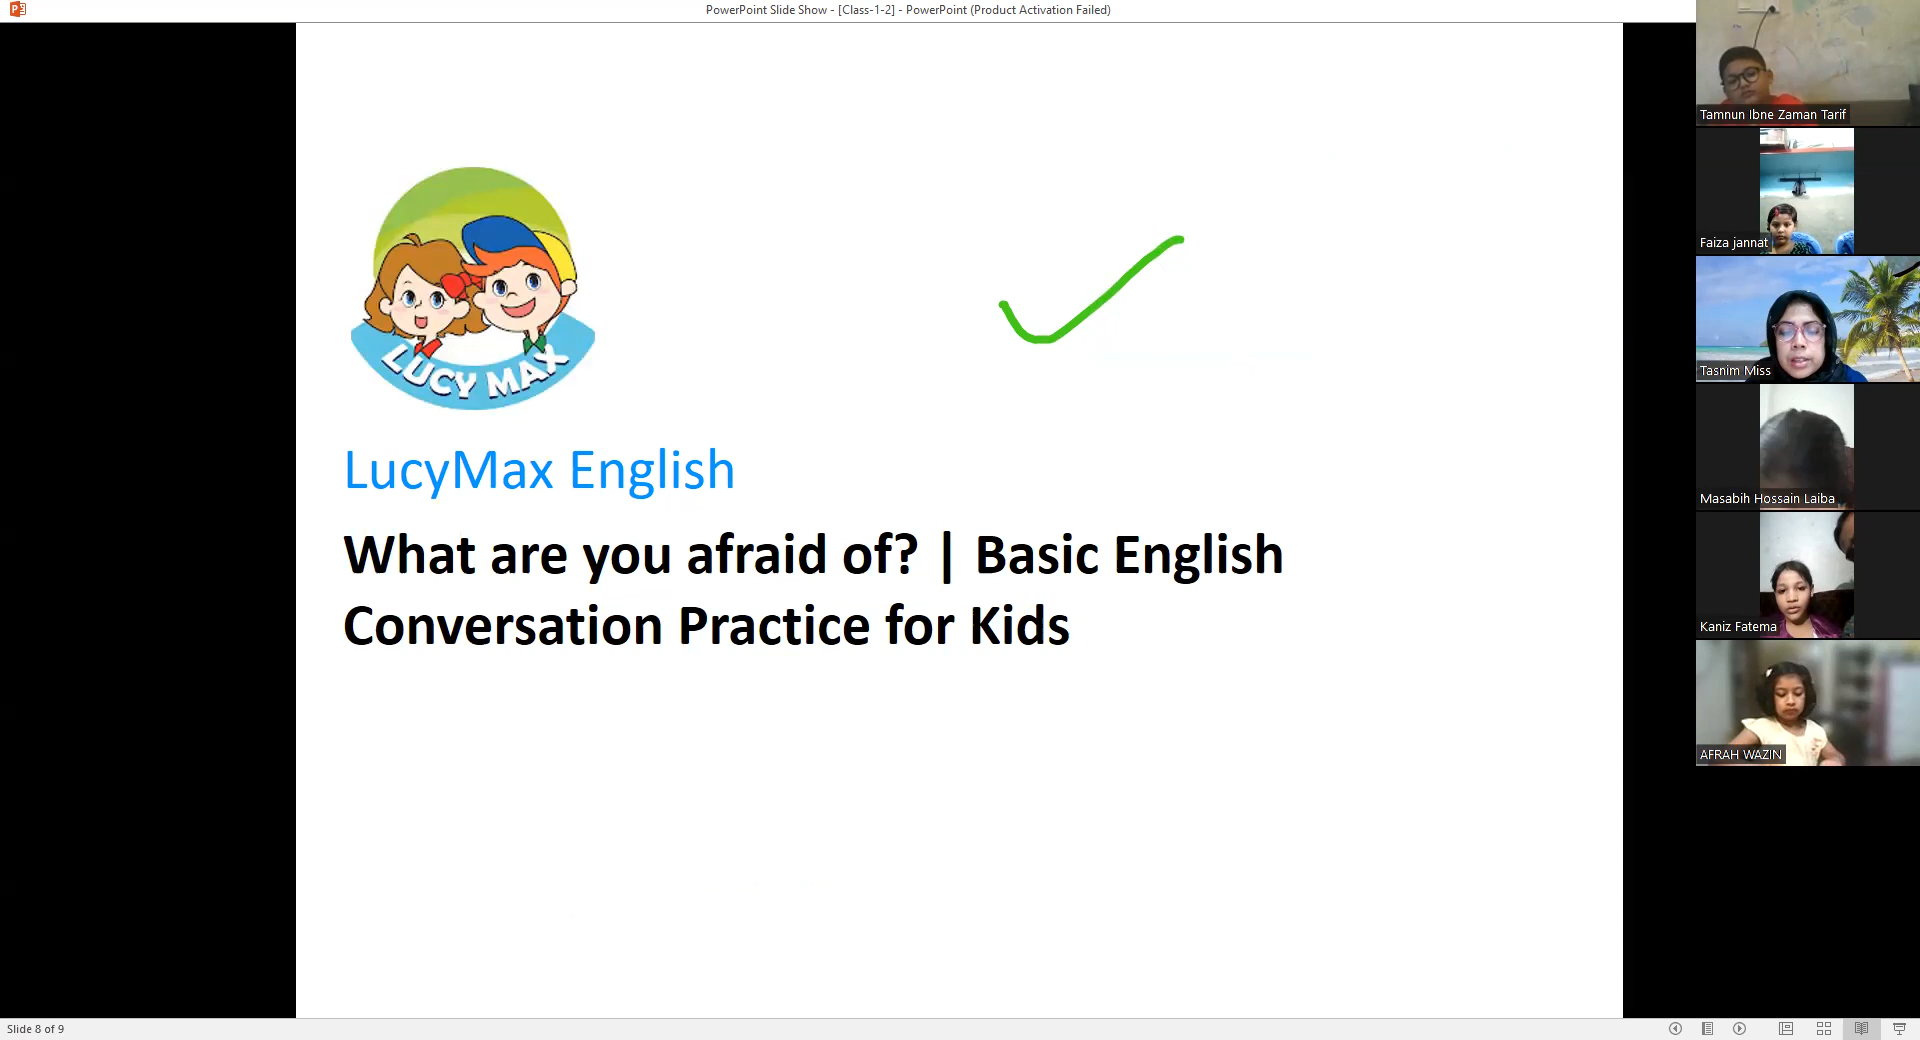 PowerPoint Slide Show - [Class-1-2] - PowerPoint (Product Activation Failed)
LUCY MAX
LucyMax English
What are you afraid of? | Basic English
Conversation Practice for Kids
Tamnun Ibne Zaman Tarif
Faiza jannat
Tasnim Miss
Masabih Hossain Laiba
Kaniz Fatema
AFRAH WAZIN
Slide 8 of 9